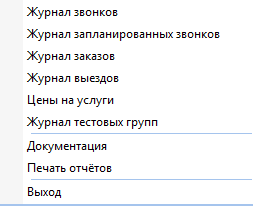 Журнал звонков
Журнал запланированных звонков
Журнал заказов
Журнал выездов
Цены на услуги
Журнал тестовых групп
Документация
Печать отчётов
Выход